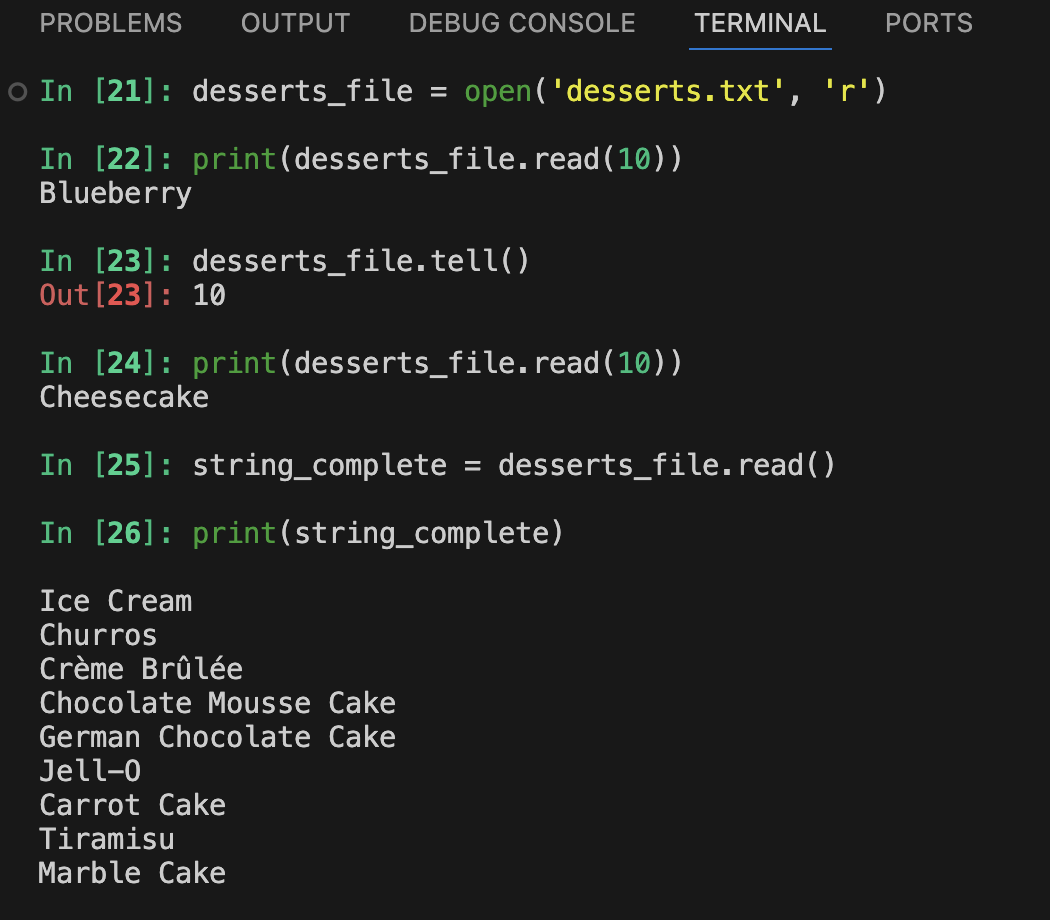 PROBLEMS OUTPUT DEBUG CONSOLE TERMINAL PORTS
In [21]: desserts_file = open('desserts.txt', 'r')
In [22]: print(desserts_file.read(10))
Blueberry
In [23]: desserts_file.tell()
Out[23]: 10
In [24]: print(desserts_file.read(10))
Cheesecake
In [25]: string_complete = desserts_file.read()
In [26]: print(string_complete)
Ice Cream
Churros
Crème Brûlée
Chocolate Mousse Cake
German Chocolate Cake
Jell-O
Carrot Cake
Tiramisu
Marble Cake